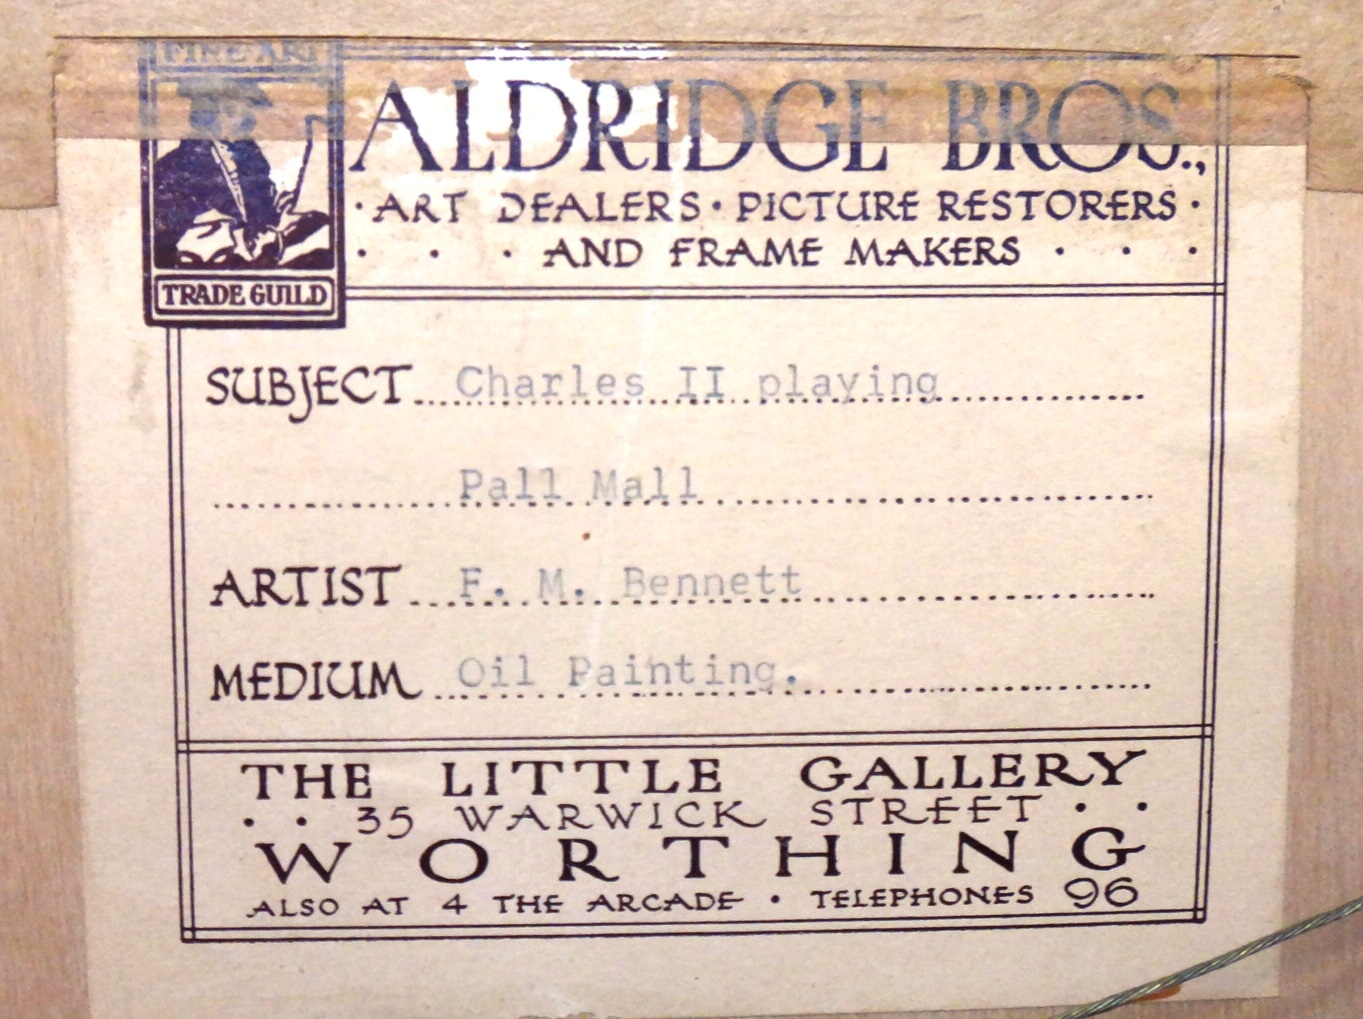 FINE ART
TRADE GUILD
ALDRIDGE BROS.,
· ART DEALERS · PICTURE RESTORERS ·
· · · AND FRAME MAKERS · · ·
SUBJECT Charles II playing
Pall Mall
ARTIST F. M. Bennett
MEDIUM Oil Painting.
THE LITTLE GALLERY
· · 35 WARWICK STREET · ·
WORTHING
ALSO AT 4 THE ARCADE · TELEPHONES 96